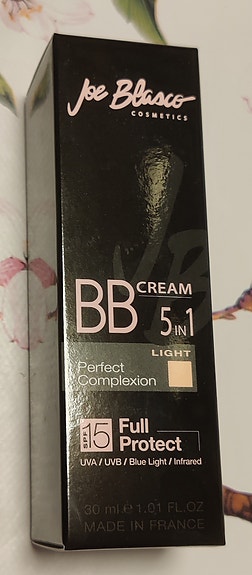 Joe Blasco
COSMETICS
BB CREAM
5-IN-1
LIGHT
Perfect
Complexion
SPF 15 Full
Protect
UVA / UVB / Blue Light / Infrared
30 ml e 1.01 FL.OZ
MADE IN FRANCE